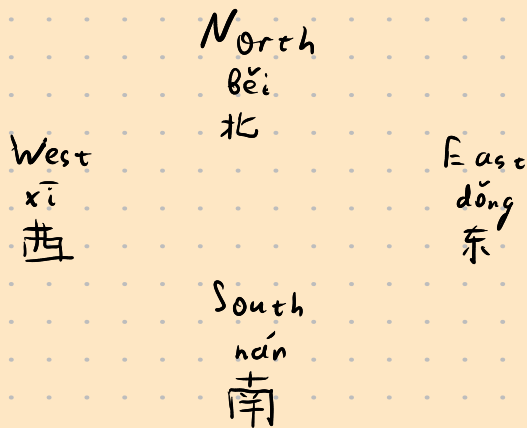 North
běi
北
West
xī
西
East
dǒng
东
South
nán
南